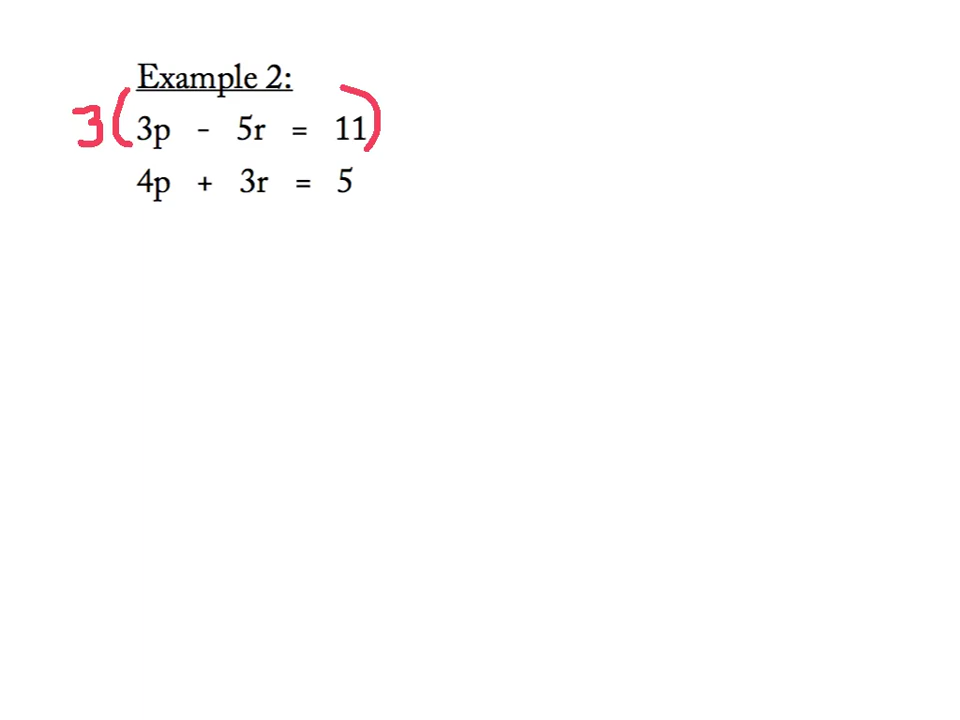 Example 2:
3(3p - 5r = 11)
4p + 3r = 5